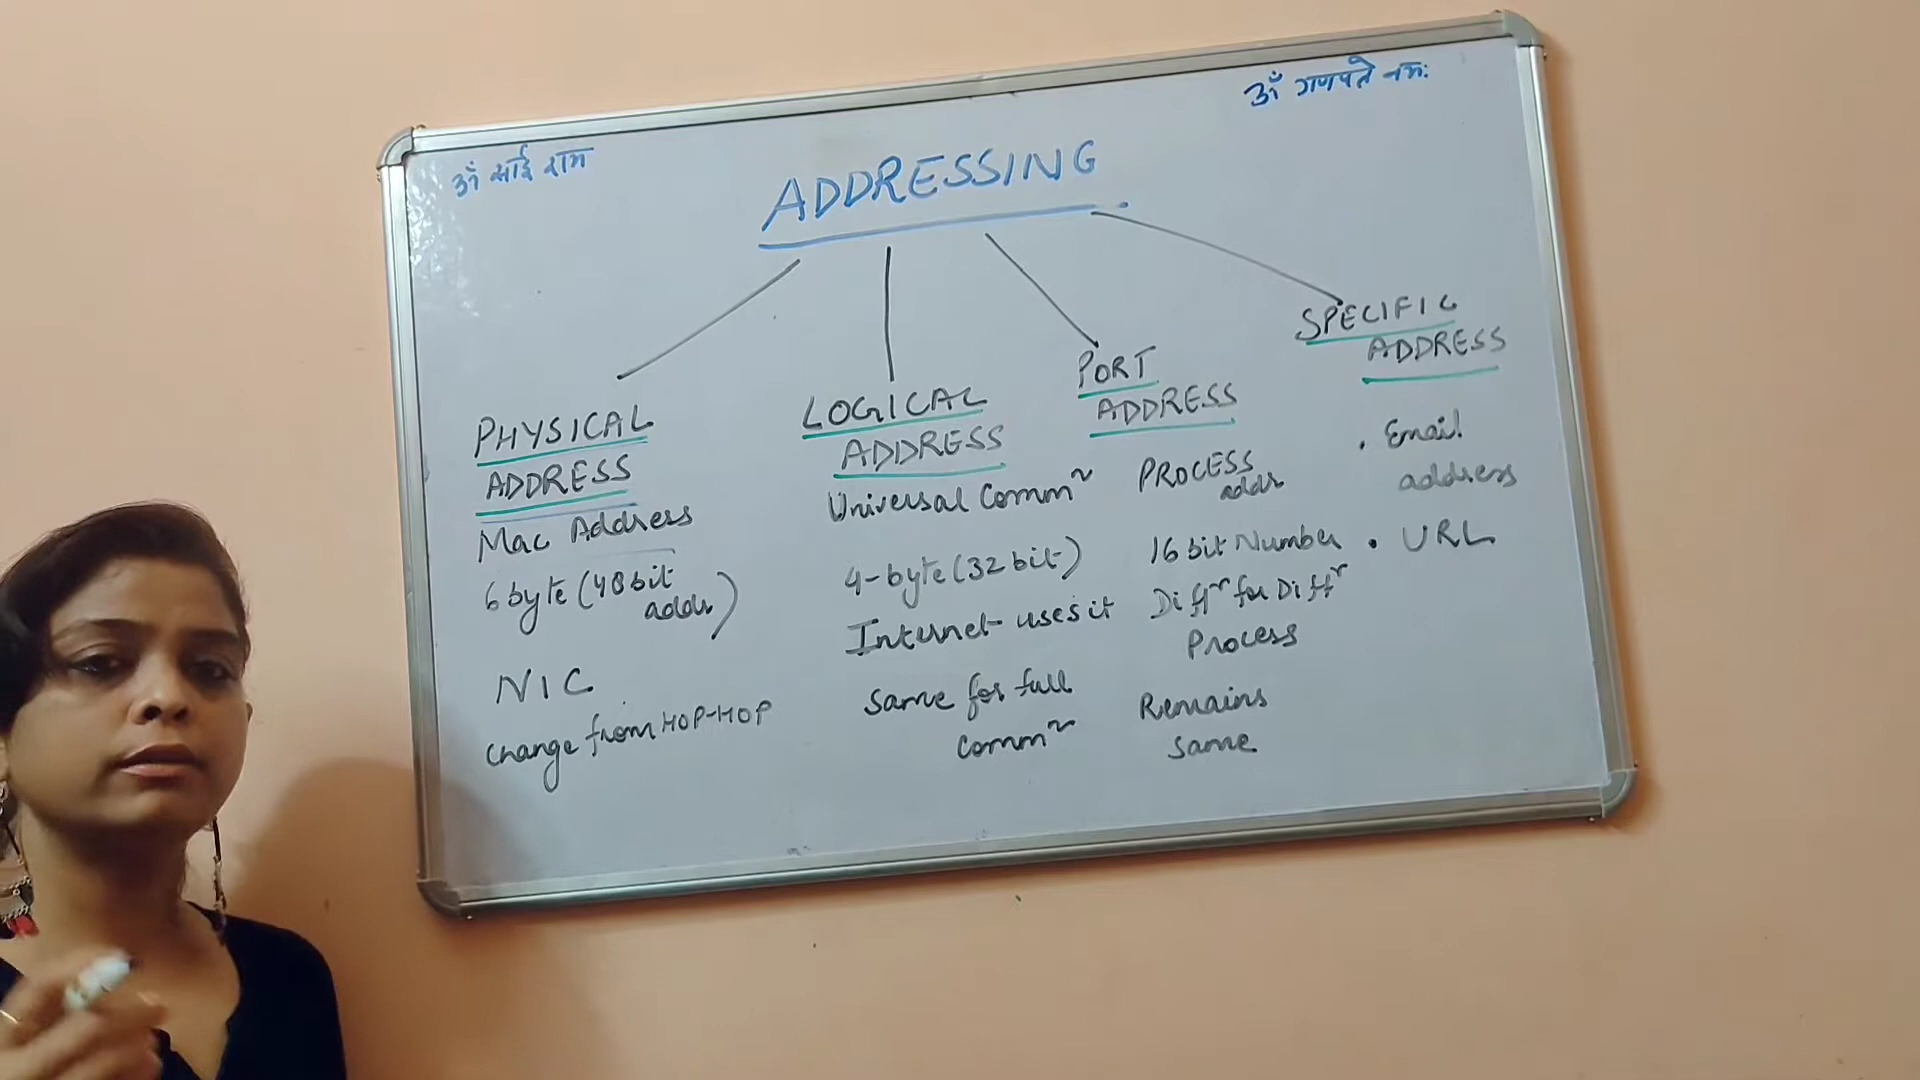 ॐ साई राम
ॐ गणपते नमः
ADDRESSING
PHYSICAL
ADDRESS
Mac Address
6 byte (48 bit
addr)
NIC
Change from HOP-HOP
LOGICAL
ADDRESS
Universal Commⁿ
4-byte (32 bit)
Internet uses it
Same for full
Commⁿ
PORT
ADDRESS
PROCESS
addr
16 bit Number
Diffʳ for Diffʳ
Process
Remains
same
SPECIFIC
ADDRESS
. Email
address
. URL